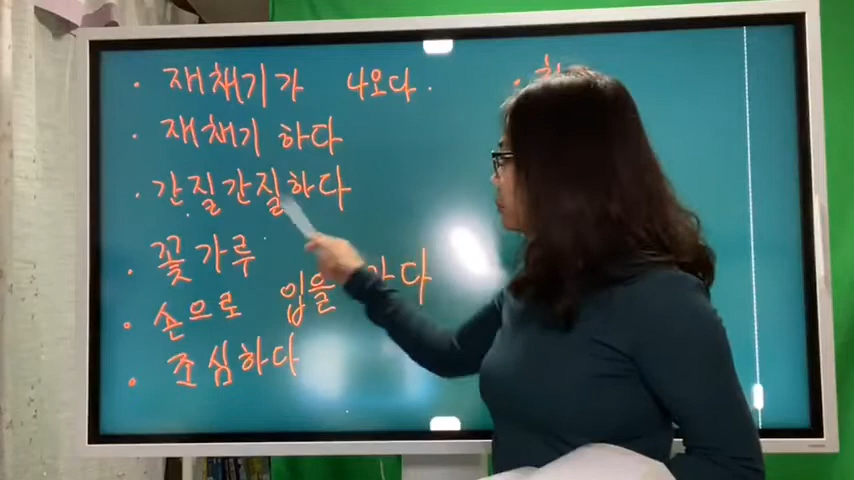 • 재채기가 나오다.
• 재채기 하다
• 간질간질하다
• 꽃가루
• 손으로 입을
• 조심하다